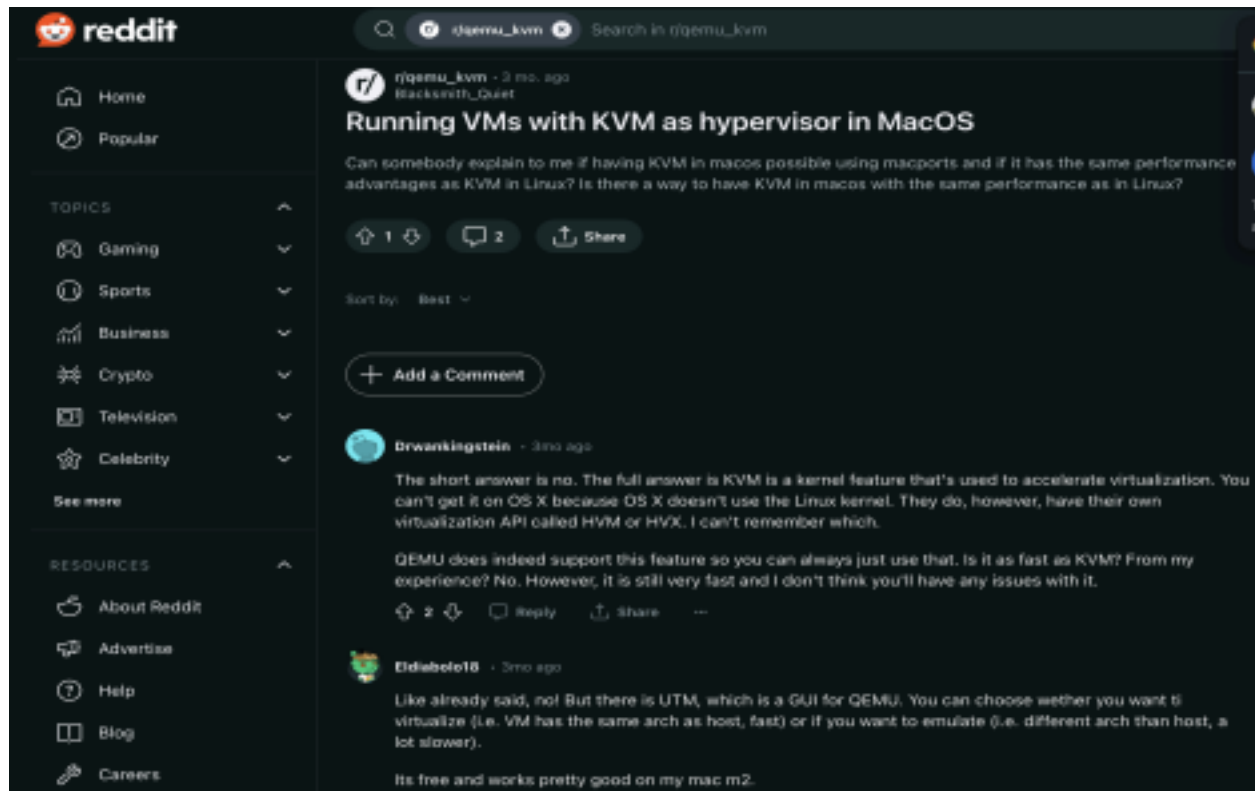 reddit
r/qemu_kvm
Search in r/qemu_kvm
Home
Popular
TOPICS
Gaming
Sports
Business
Crypto
Television
Celebrity
See more
RESOURCES
About Reddit
Advertise
Help
Blog
Careers
r/
r/qemu_kvm · 3 mo. ago
Blacksmith_Quiet
Running VMs with KVM as hypervisor in MacOS
Can somebody explain to me if having KVM in macos possible using macports and if it has the same performance
advantages as KVM in Linux? Is there a way to have KVM in macos with the same performance as in Linux?
1
2
Share
Sort by: Best
Add a Comment
Drwankingstein · 3mo ago
The short answer is no. The full answer is KVM is a kernel feature that's used to accelerate virtualization. You
can't get it on OS X because OS X doesn't use the Linux kernel. They do, however, have their own
virtualization API called HVM or HVX. I can't remember which.
QEMU does indeed support this feature so you can always just use that. Is it as fast as KVM? From my
experience? No. However, it is still very fast and I don't think you'll have any issues with it.
2 Reply Share ...
Eldiabolo18 · 3mo ago
Like already said, no! But there is UTM, which is a GUI for QEMU. You can choose wether you want ti
virtualize (i.e. VM has the same arch as host, fast) or if you want to emulate (i.e. different arch than host, a
lot slower).
Its free and works pretty good on my mac m2.